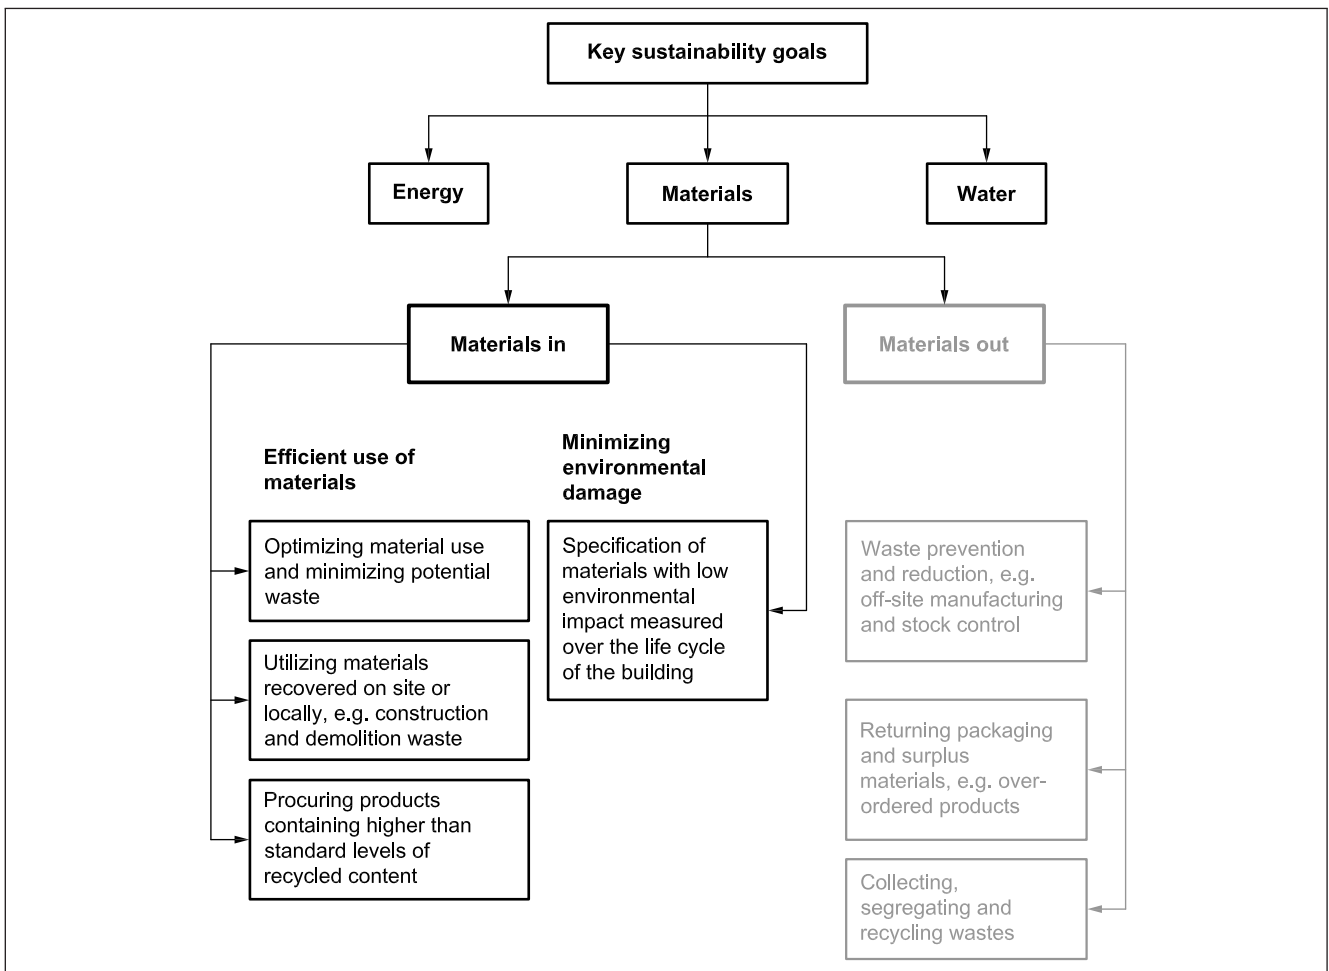 Key sustainability goals
Energy
Materials
Water
Materials in
Materials out
Efficient use of
materials
Optimizing material use
and minimizing potential
waste
Utilizing materials
recovered on site or
locally, e.g. construction
and demolition waste
Procuring products
containing higher than
standard levels of
recycled content
Minimizing
environmental
damage
Specification of
materials with low
environmental
impact measured
over the life cycle
of the building
Waste prevention
and reduction, e.g.
off-site manufacturing
and stock control
Returning packaging
and surplus
materials, e.g. over-
ordered products
Collecting,
segregating and
recycling wastes